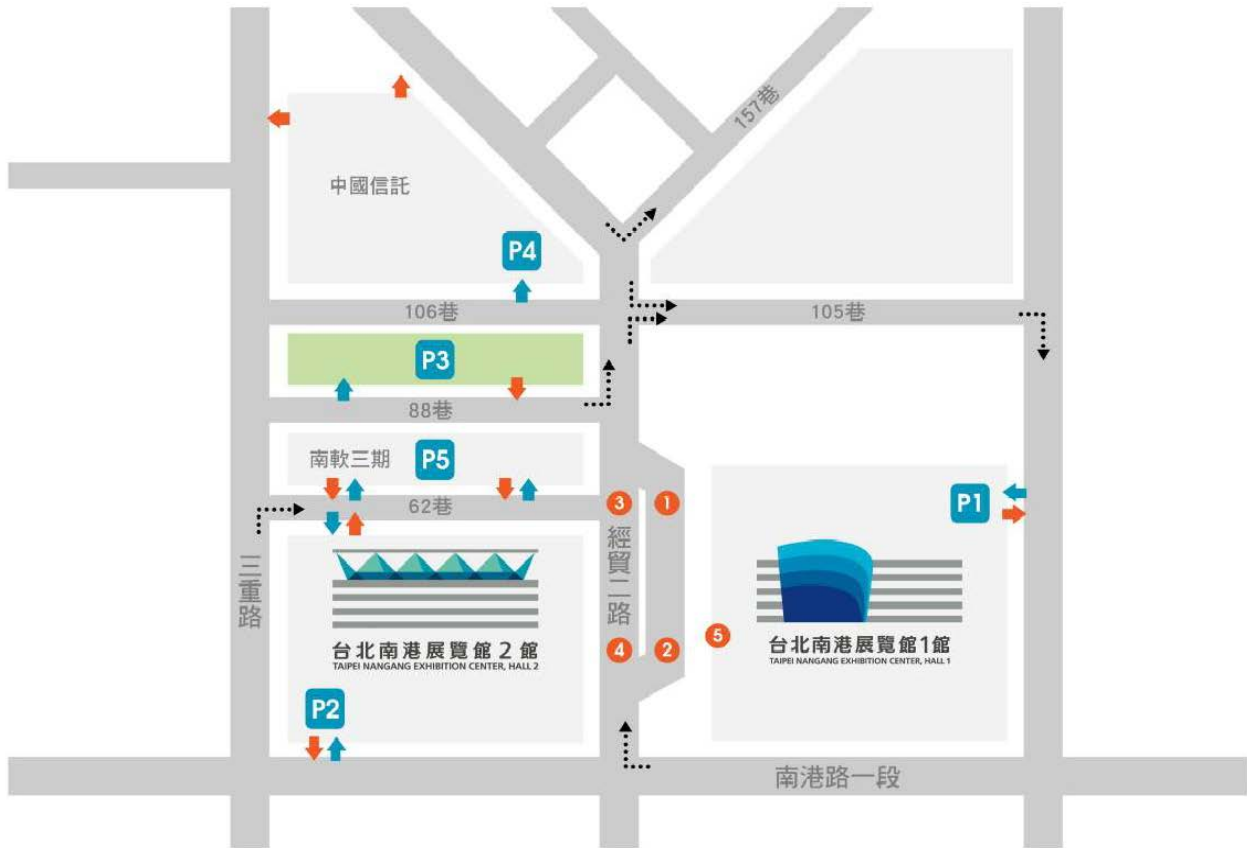 157巷
中國信託
P4
106巷
105巷
P3
88巷
南軟三期
P5
62巷
3
1
P1
經貿二路
三重路
台北南港展覽館2館
TAIPEI NANGANG EXHIBITION CENTER, HALL 2
4
2
5
台北南港展覽館1館
TAIPEI NANGANG EXHIBITION CENTER, HALL 1
P2
南港路一段